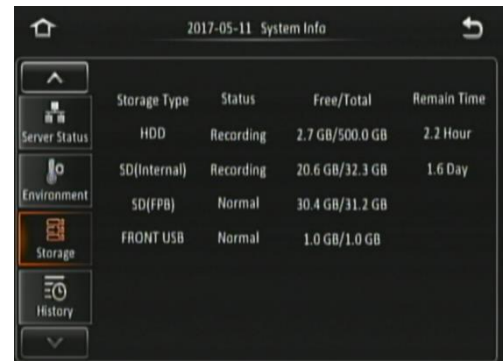 2017-05-11 System Info
Server Status
Environment
Storage
History
Storage Type Status Free/Total Remain Time
HDD Recording 2.7 GB/500.0 GB 2.2 Hour
SD(Internal) Recording 20.6 GB/32.3 GB 1.6 Day
SD(FPB) Normal 30.4 GB/31.2 GB
FRONT USB Normal 1.0 GB/1.0 GB